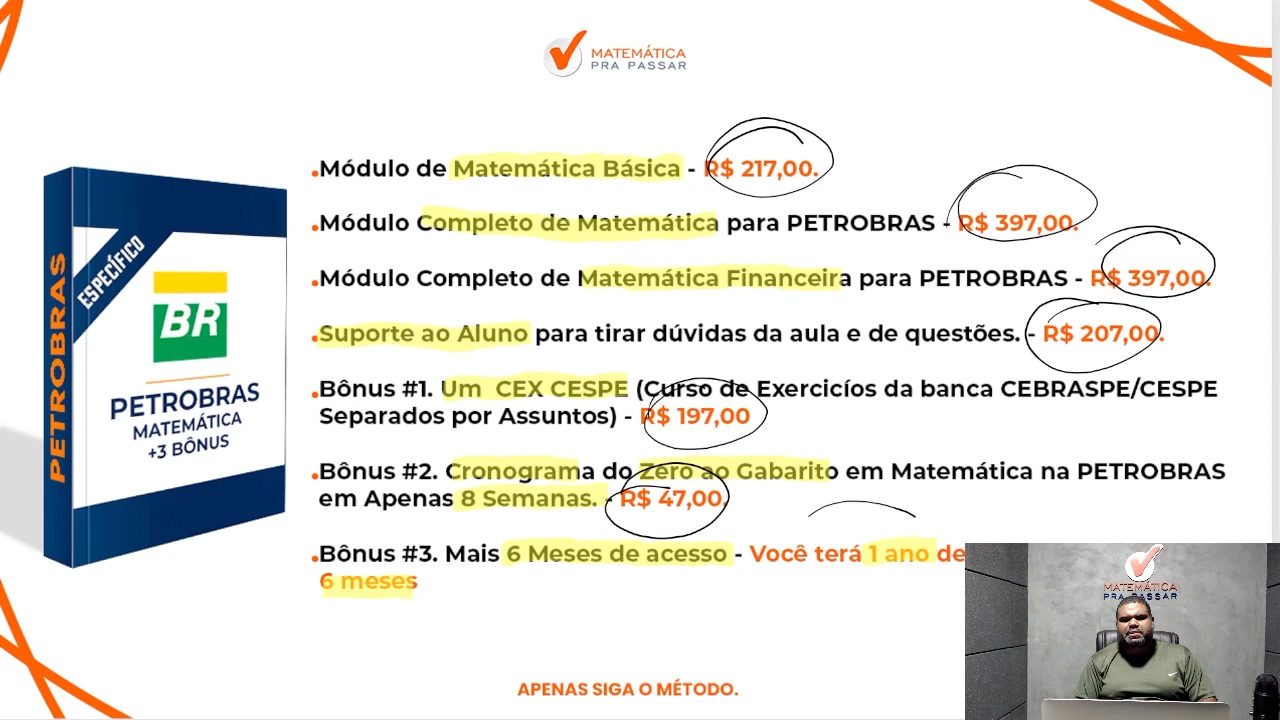 MATEMÁTICA
PRA PASSAR
.Módulo de Matemática Básica - R$ 217,00.
.Módulo Completo de Matemática para PETROBRAS - R$ 397,00.
.Módulo Completo de Matemática Financeira para PETROBRAS - R$ 397,00.
.Suporte ao Aluno para tirar dúvidas da aula e de questões. - R$ 207,00.
.Bônus #1. Um CEX CESPE (Curso de Exercicíos da banca CEBRASPE/CESPE
Separados por Assuntos) - R$ 197,00
.Bônus #2. Cronograma do Zero ao Gabarito em Matemática na PETROBRAS
em Apenas 8 Semanas. - R$ 47,00.
.Bônus #3. Mais 6 Meses de acesso - Você terá 1 ano de
6 meses
PETROBRAS
ESPECÍFICO
BR
PETROBRAS
MATEMÁTICA
+3 BÔNUS
MATEMÁTICA
PRA PASSAR
APENAS SIGA O MÉTODO.